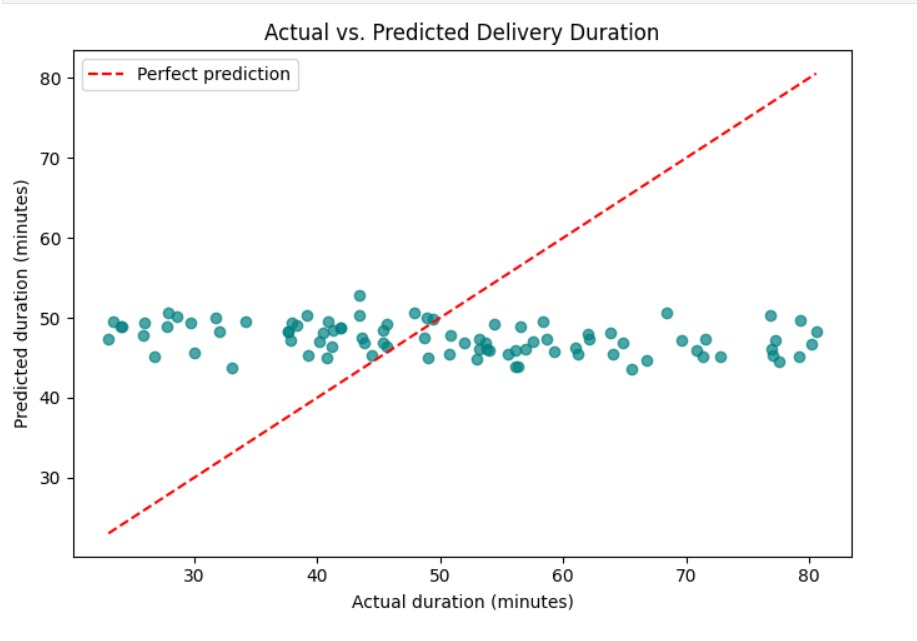 Actual vs. Predicted Delivery Duration
Perfect prediction
80
70
60
50
40
30
Predicted duration (minutes)
30 40 50 60 70 80
Actual duration (minutes)